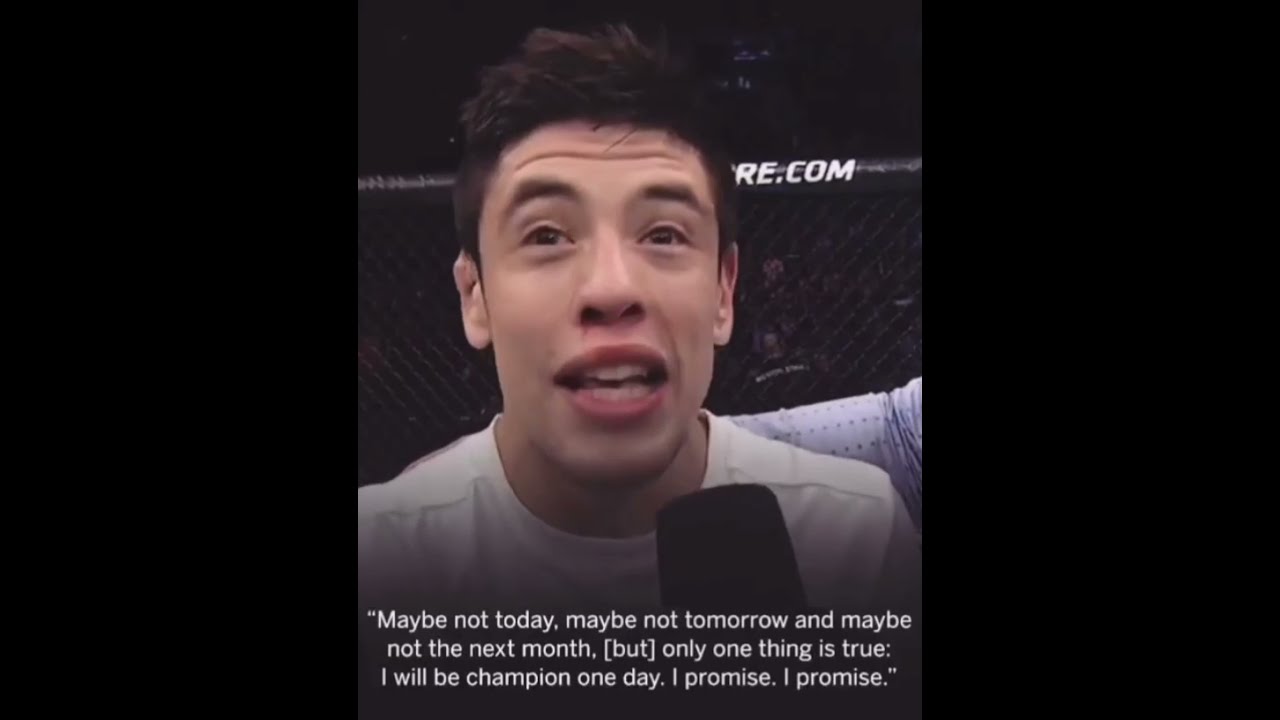 RE.COM
“Maybe not today, maybe not tomorrow and maybe
not the next month, [but] only one thing is true:
I will be champion one day. I promise. I promise.”